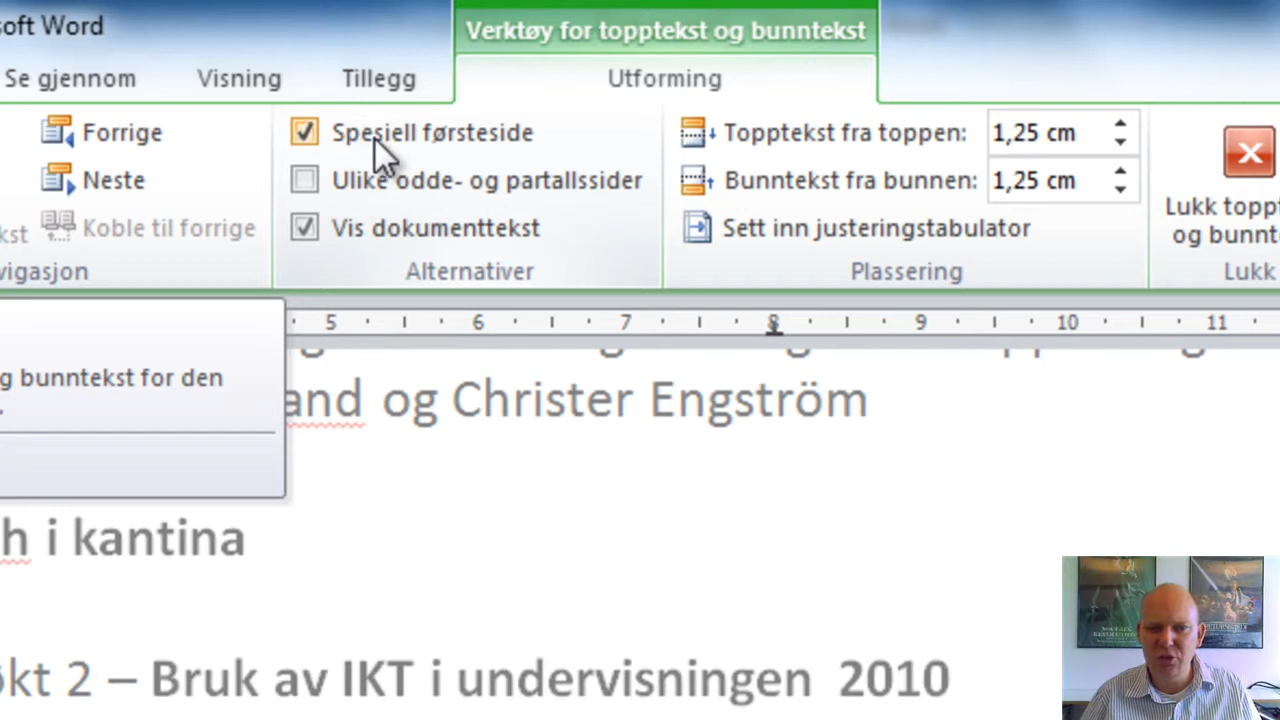 soft Word
Verktøy for topptekst og bunntekst
Se gjennom
Visning
Tillegg
Utforming
Forrige
Spesiell førsteside
Topptekst fra toppen:
1,25 cm
Neste
Ulike odde- og partallssider
Bunntekst fra bunnen:
1,25 cm
kst
Koble til forrige
Vis dokumenttekst
Sett inn justeringstabulator
Lukk toppt
og bunnt
vigasjon
Alternativer
Plassering
Lukk
5 6 7 8 9 10 11
g bunntekst for den
and og Christer Engström
h i kantina
økt 2 – Bruk av IKT i undervisningen 2010